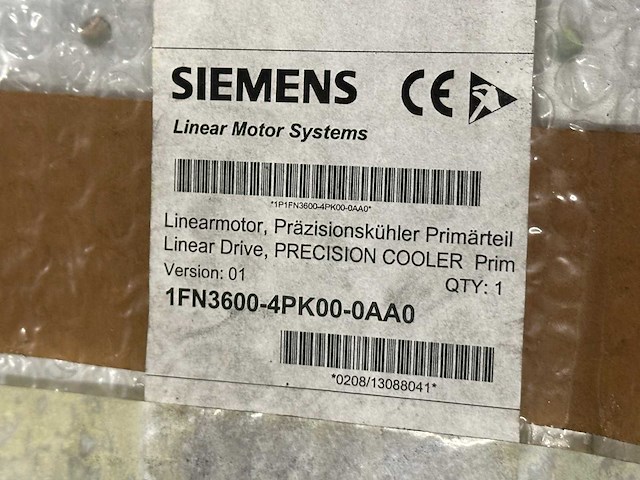 SIEMENS CE
Linear Motor Systems
*1P1FN3600-4PK00-0AA0*
Linearmotor, Präzisionskühler Primärteil
Linear Drive, PRECISION COOLER Prim
Version: 01 QTY: 1
1FN3600-4PK00-0AA0
*0208/13088041*